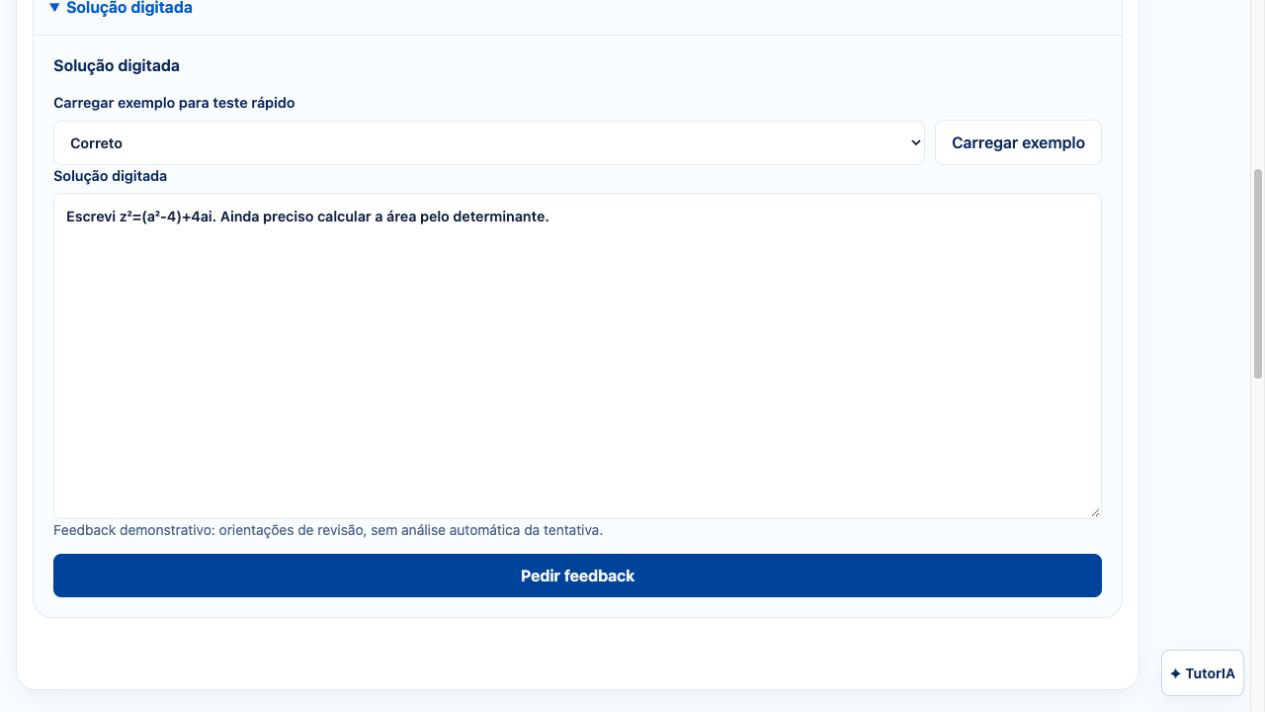 ▼ Solução digitada
Solução digitada
Carregar exemplo para teste rápido
Correto
Carregar exemplo
Solução digitada
Escrevi z²=(a²-4)+4ai. Ainda preciso calcular a área pelo determinante.
Feedback demonstrativo: orientações de revisão, sem análise automática da tentativa.
Pedir feedback
✦ TutorIA